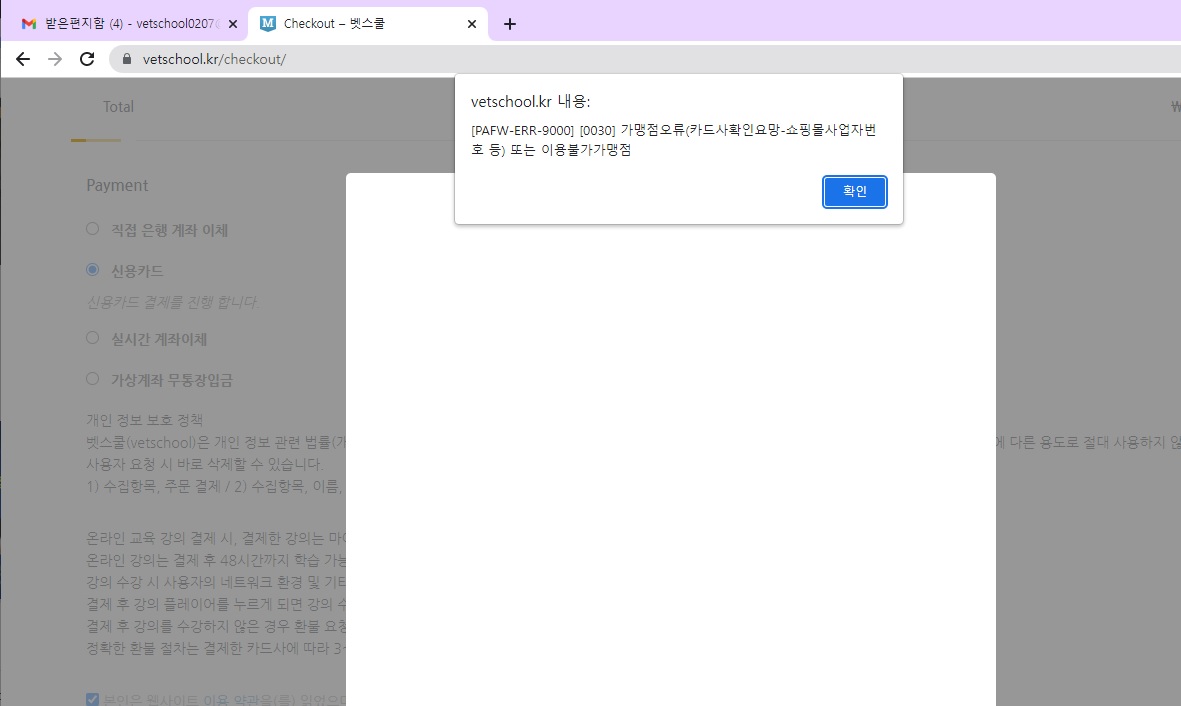 받은편지함 (4) - vetschool0207
Checkout – 벳스쿨
vetschool.kr/checkout/
Total
₩
vetschool.kr 내용:
[PAFW-ERR-9000] [0030] 가맹점오류(카드사확인요망-쇼핑몰사업자번
호 등) 또는 이용불가가맹점
확인
Payment
직접 은행 계좌 이체
신용카드
신용카드 결제를 진행 합니다.
실시간 계좌이체
가상계좌 무통장입금
개인 정보 보호 정책
벳스쿨(vetschool)은 개인 정보 관련 법률(개 에 다른 용도로 절대 사용하지 않
사용자 요청 시 바로 삭제할 수 있습니다.
1) 수집항목, 주문 결제 / 2) 수집항목, 이름,
온라인 교육 강의 결제 시, 결제한 강의는 마이
온라인 강의는 결제 후 48시간까지 학습 가능
강의 수강 시 사용자의 네트워크 환경 및 기타
결제 후 강의 플레이어를 누르게 되면 강의 수
결제 후 강의를 수강하지 않은 경우 환불 요청
정확한 환불 절차는 결제한 카드사에 따라 3~
본인은 웹사이트 이용 약관을(를) 읽었으며